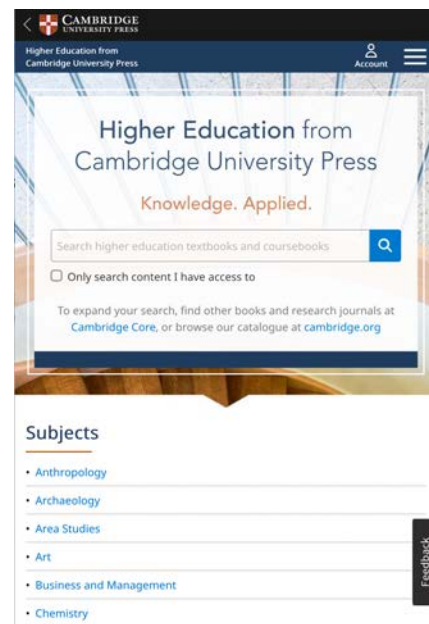 CAMBRIDGE
UNIVERSITY PRESS
Higher Education from
Cambridge University Press
Account
Higher Education from
Cambridge University Press
Knowledge. Applied.
Search higher education textbooks and coursebooks
Only search content I have access to
To expand your search, find other books and research journals at
Cambridge Core, or browse our catalogue at cambridge.org
Subjects
• Anthropology
• Archaeology
• Area Studies
• Art
• Business and Management
• Chemistry
Feedback